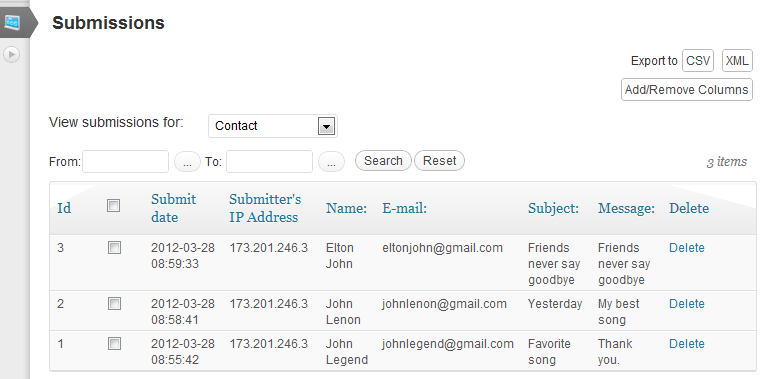 Submissions
Export to CSV XML
Add/Remove Columns
View submissions for: Contact
From: ... To: ... Search Reset 3 items
Id Submit date Submitter's IP Address Name: E-mail: Subject: Message: Delete
3 2012-03-28 08:59:33 173.201.246.3 Elton John eltonjohn@gmail.com Friends never say goodbye Friends never say goodbye Delete
2 2012-03-28 08:58:41 173.201.246.3 John Lenon johnlenon@gmail.com Yesterday My best song Delete
1 2012-03-28 08:55:42 173.201.246.3 John Legend johnlegend@gmail.com Favorite song Thank you. Delete